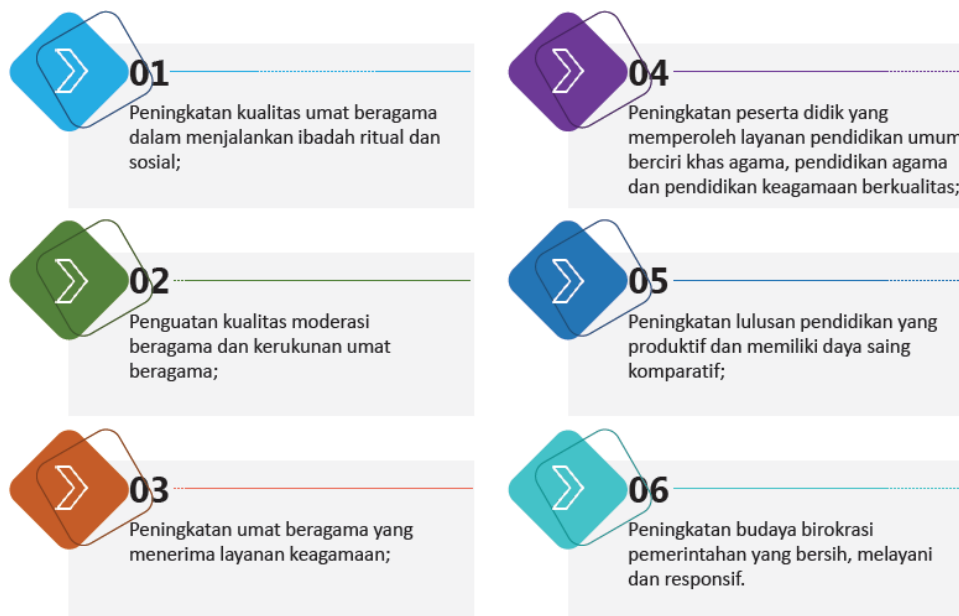 01
Peningkatan kualitas umat beragama
dalam menjalankan ibadah ritual dan
sosial;
02
Penguatan kualitas moderasi
beragama dan kerukunan umat
beragama;
03
Peningkatan umat beragama yang
menerima layanan keagamaan;
04
Peningkatan peserta didik yang
memperoleh layanan pendidikan umum
berciri khas agama, pendidikan agama
dan pendidikan keagamaan berkualitas;
05
Peningkatan lulusan pendidikan yang
produktif dan memiliki daya saing
komparatif;
06
Peningkatan budaya birokrasi
pemerintahan yang bersih, melayani
dan responsif.